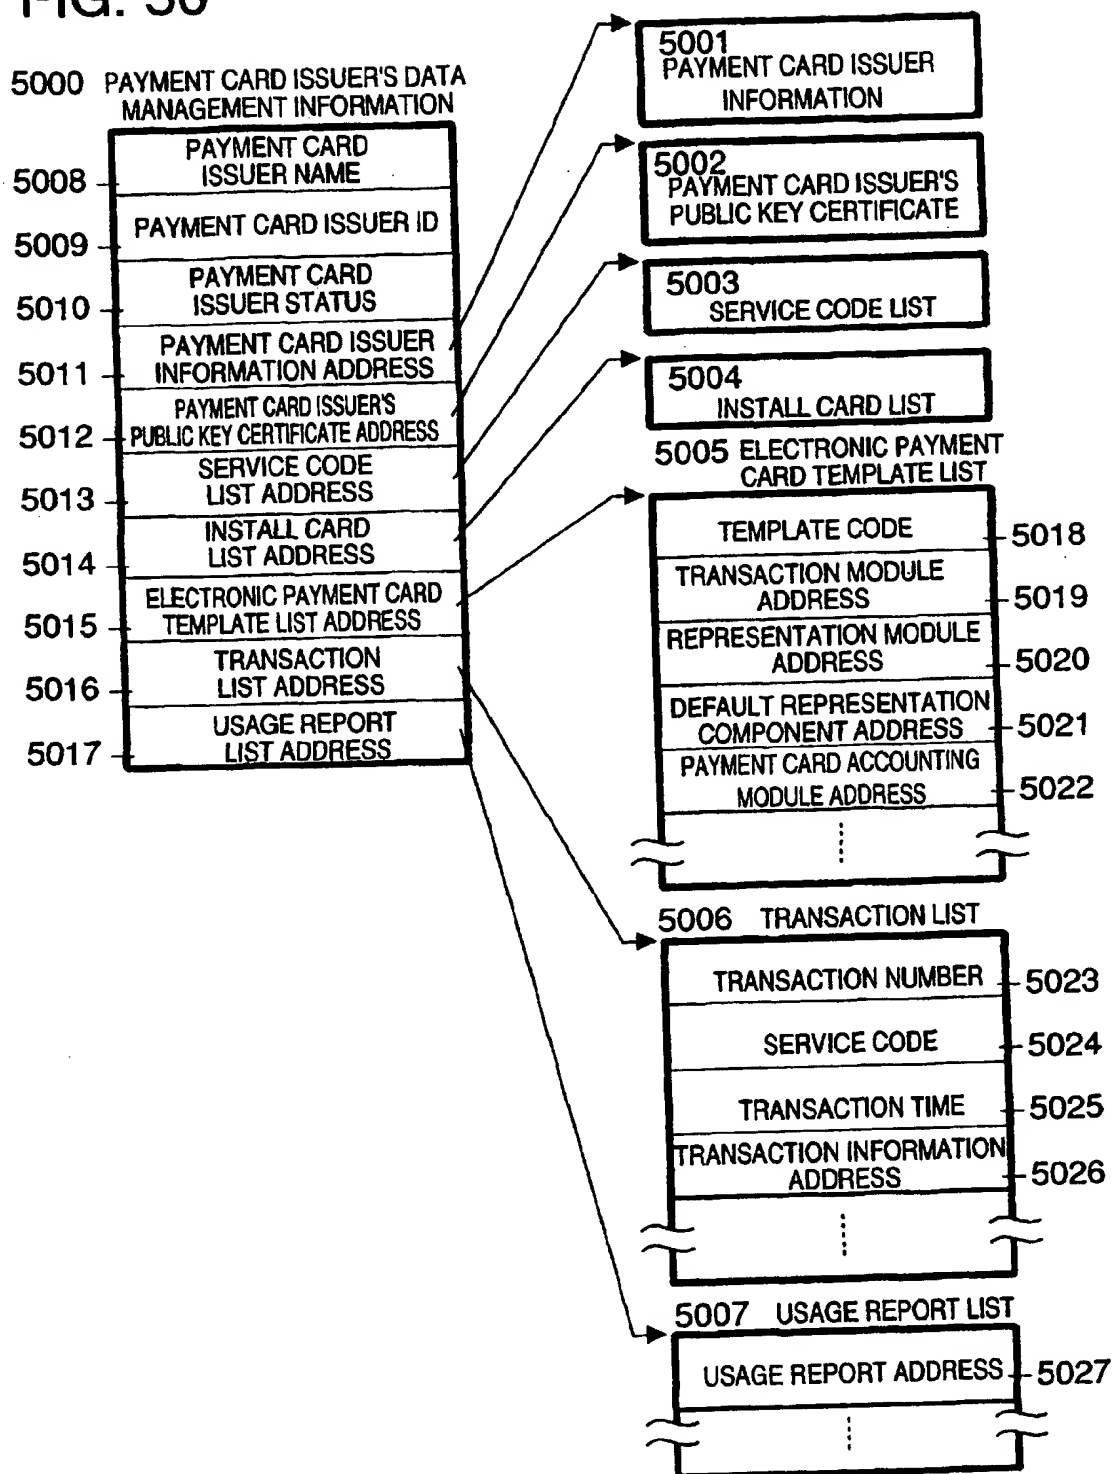 FIG. 50
5000 PAYMENT CARD ISSUER'S DATA
MANAGEMENT INFORMATION
PAYMENT CARD
ISSUER NAME
5008
PAYMENT CARD ISSUER ID
5009
PAYMENT CARD
ISSUER STATUS
5010
PAYMENT CARD ISSUER
INFORMATION ADDRESS
5011
PAYMENT CARD ISSUER'S
PUBLIC KEY CERTIFICATE ADDRESS
5012
SERVICE CODE
LIST ADDRESS
5013
INSTALL CARD
LIST ADDRESS
5014
ELECTRONIC PAYMENT CARD
TEMPLATE LIST ADDRESS
5015
TRANSACTION
LIST ADDRESS
5016
USAGE REPORT
LIST ADDRESS
5017
5001
PAYMENT CARD ISSUER
INFORMATION
5002
PAYMENT CARD ISSUER'S
PUBLIC KEY CERTIFICATE
5003
SERVICE CODE LIST
5004
INSTALL CARD LIST
5005 ELECTRONIC PAYMENT
CARD TEMPLATE LIST
TEMPLATE CODE
5018
TRANSACTION MODULE
ADDRESS
5019
REPRESENTATION MODULE
ADDRESS
5020
DEFAULT REPRESENTATION
COMPONENT ADDRESS
5021
PAYMENT CARD ACCOUNTING
MODULE ADDRESS
5022
5006 TRANSACTION LIST
TRANSACTION NUMBER
5023
SERVICE CODE
5024
TRANSACTION TIME
5025
TRANSACTION INFORMATION
ADDRESS
5026
5007 USAGE REPORT LIST
USAGE REPORT ADDRESS
5027